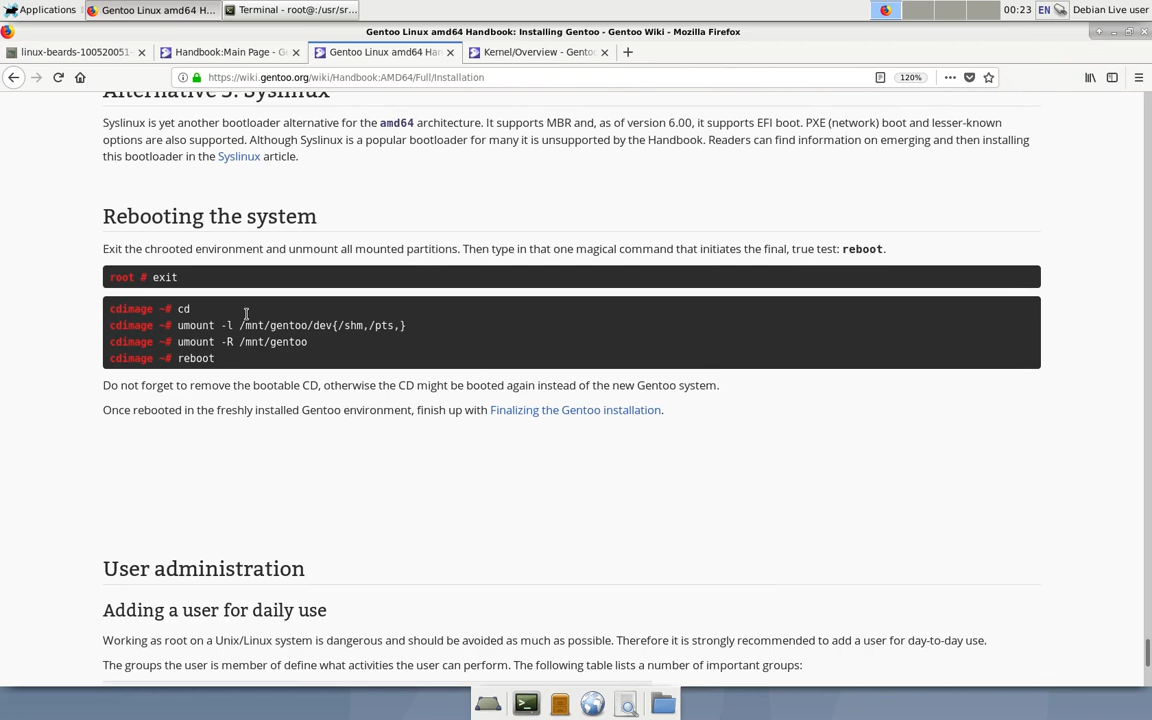 Applications
Gentoo Linux amd64 H...
Terminal - root@:/usr/sr...
00:23
EN
Debian Live user
Gentoo Linux amd64 Handbook: Installing Gentoo - Gentoo Wiki - Mozilla Firefox
linux-beards-100520051-
Handbook:Main Page - G
Gentoo Linux amd64 Han
Kernel/Overview - Gento
https://wiki.gentoo.org/wiki/Handbook:AMD64/Full/Installation
120%
Alternative 3: Syslinux
Syslinux is yet another bootloader alternative for the amd64 architecture. It supports MBR and, as of version 6.00, it supports EFI boot. PXE (network) boot and lesser-known
options are also supported. Although Syslinux is a popular bootloader for many it is unsupported by the Handbook. Readers can find information on emerging and then installing
this bootloader in the Syslinux article.
Rebooting the system
Exit the chrooted environment and unmount all mounted partitions. Then type in that one magical command that initiates the final, true test: reboot.
root # exit
cdimage ~# cd
cdimage ~# umount -l /mnt/gentoo/dev{/shm,/pts,}
cdimage ~# umount -R /mnt/gentoo
cdimage ~# reboot
Do not forget to remove the bootable CD, otherwise the CD might be booted again instead of the new Gentoo system.
Once rebooted in the freshly installed Gentoo environment, finish up with Finalizing the Gentoo installation.
User administration
Adding a user for daily use
Working as root on a Unix/Linux system is dangerous and should be avoided as much as possible. Therefore it is strongly recommended to add a user for day-to-day use.
The groups the user is member of define what activities the user can perform. The following table lists a number of important groups: